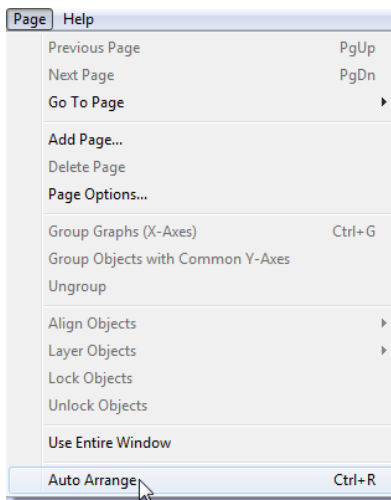 Page Help
Previous Page PgUp
Next Page PgDn
Go To Page
Add Page...
Delete Page
Page Options...
Group Graphs (X-Axes) Ctrl+G
Group Objects with Common Y-Axes
Ungroup
Align Objects
Layer Objects
Lock Objects
Unlock Objects
Use Entire Window
Auto Arrange Ctrl+R